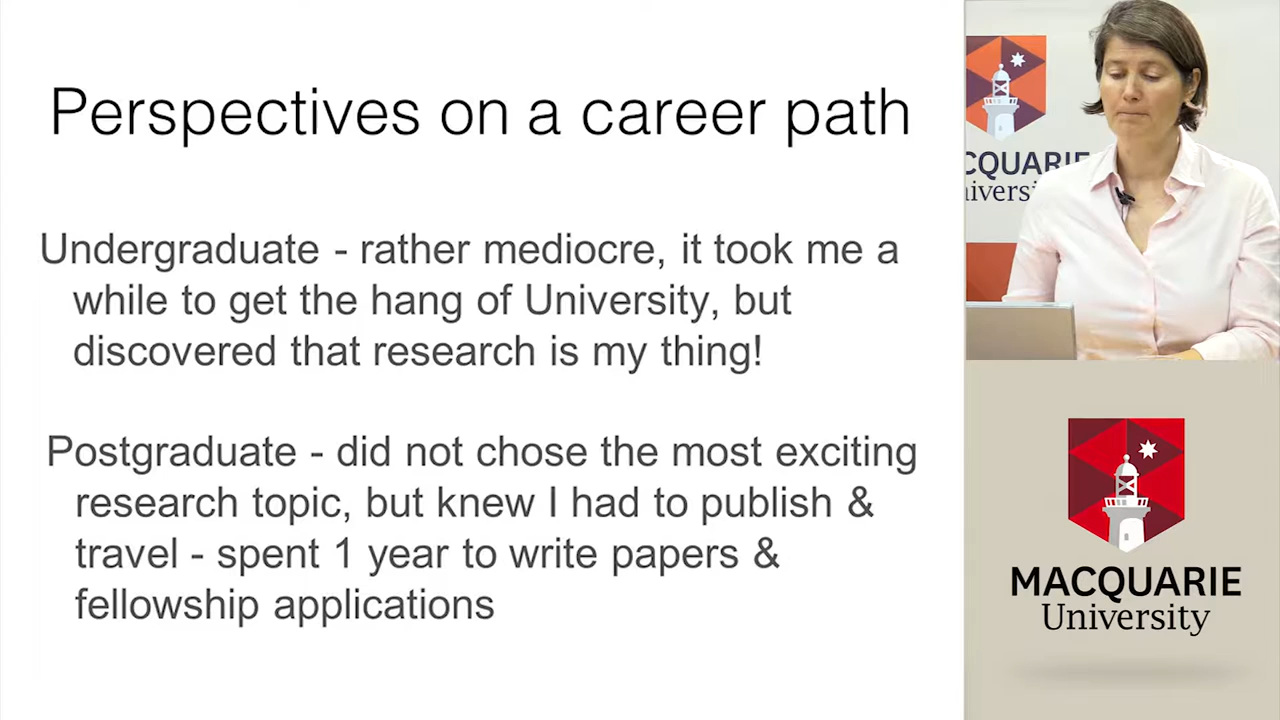 Perspectives on a career path
Undergraduate - rather mediocre, it took me a
while to get the hang of University, but
discovered that research is my thing!
Postgraduate - did not chose the most exciting
research topic, but knew I had to publish &
travel - spent 1 year to write papers &
fellowship applications
CQUARIE
iversi
MACQUARIE
University